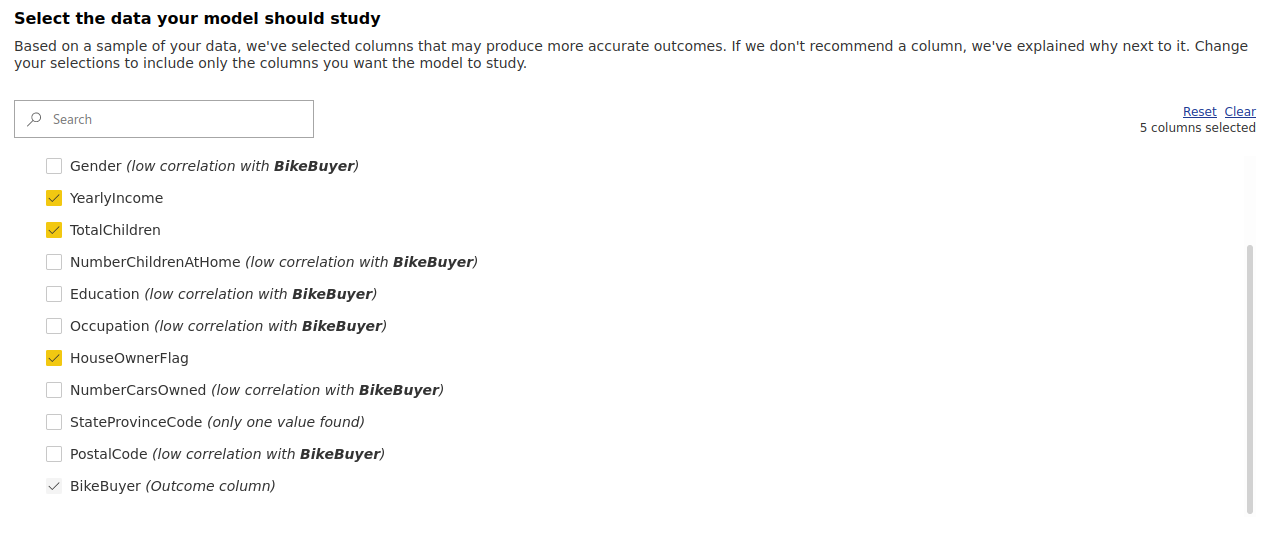 Select the data your model should study
Based on a sample of your data, we've selected columns that may produce more accurate outcomes. If we don't recommend a column, we've explained why next to it. Change
your selections to include only the columns you want the model to study.
Search
Reset Clear
5 columns selected
Gender (low correlation with BikeBuyer)
YearlyIncome
TotalChildren
NumberChildrenAtHome (low correlation with BikeBuyer)
Education (low correlation with BikeBuyer)
Occupation (low correlation with BikeBuyer)
HouseOwnerFlag
NumberCarsOwned (low correlation with BikeBuyer)
StateProvinceCode (only one value found)
PostalCode (low correlation with BikeBuyer)
BikeBuyer (Outcome column)